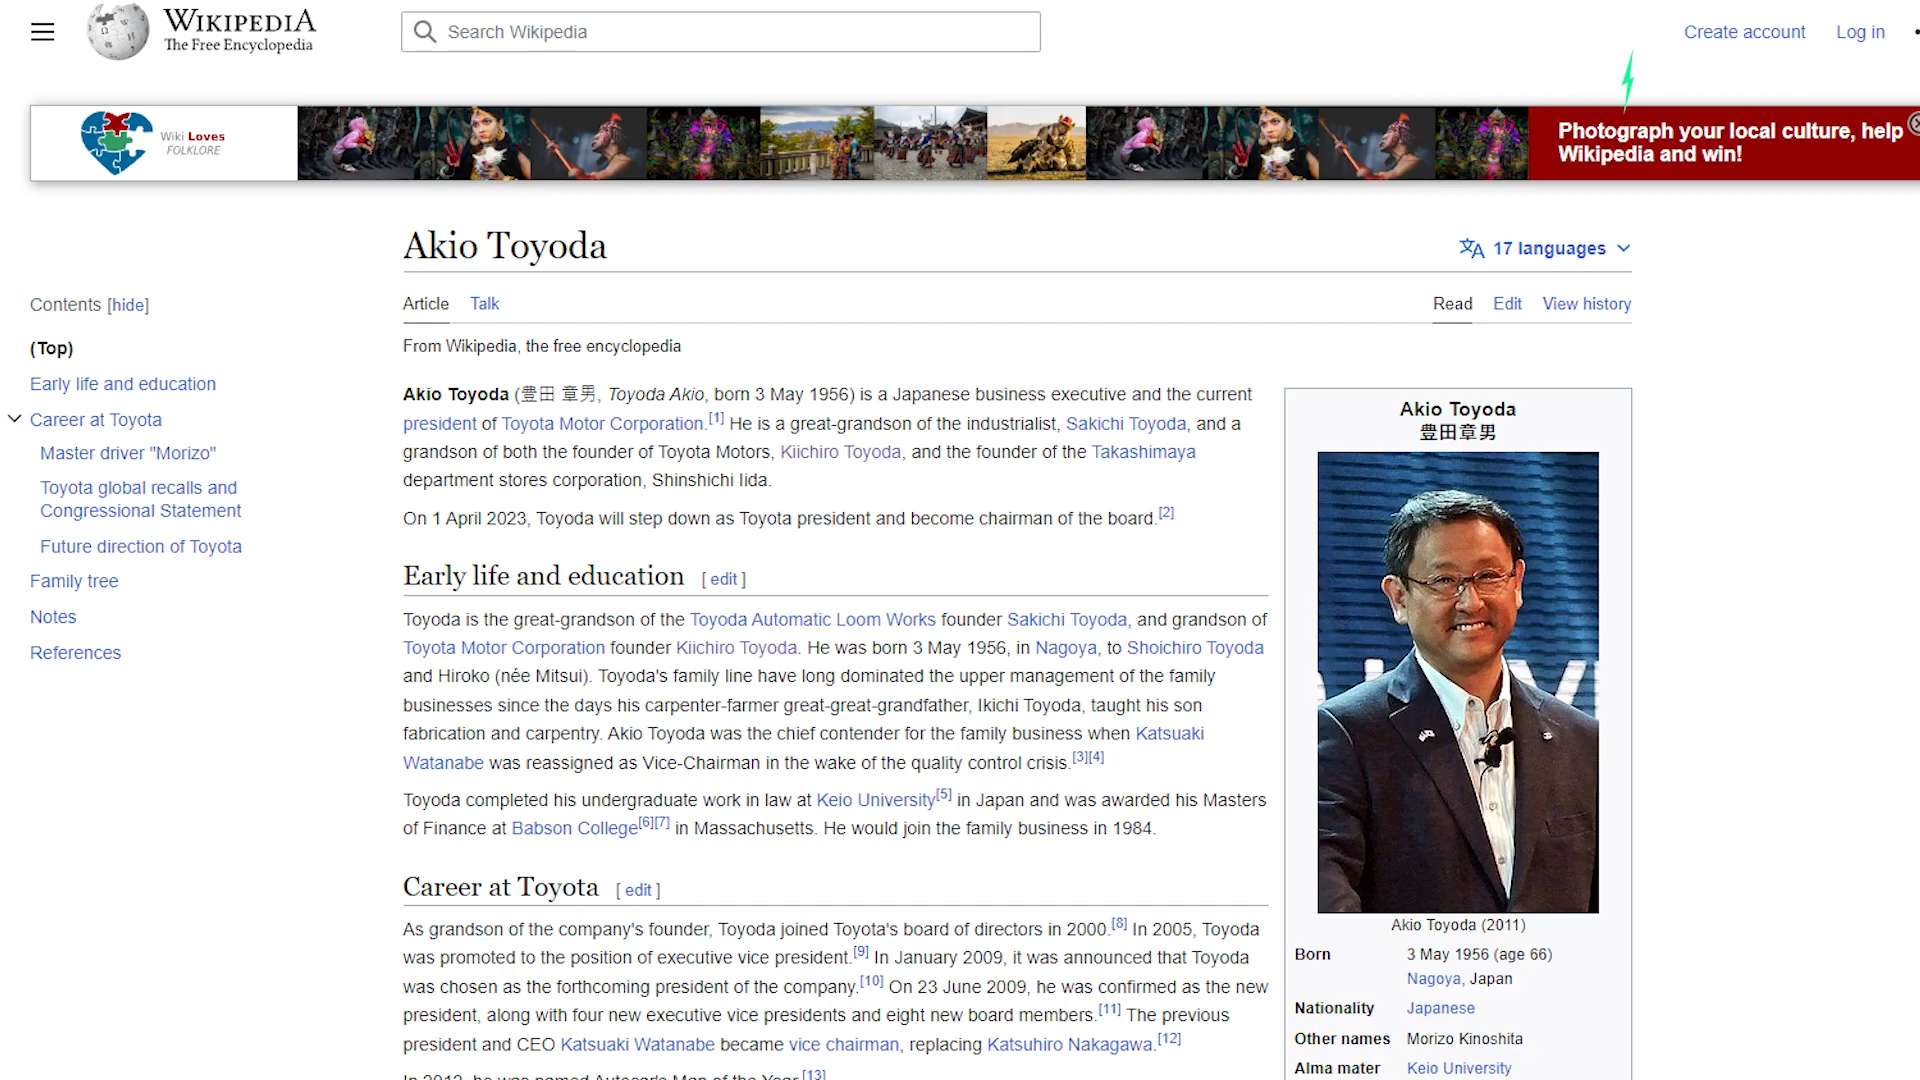 WIKIPEDIA
The Free Encyclopedia
Search Wikipedia
Create account
Log in
Wiki Loves
FOLKLORE
Photograph your local culture, help
Wikipedia and win!
Akio Toyoda
17 languages
Contents [hide]
(Top)
Early life and education
Career at Toyota
Master driver "Morizo"
Toyota global recalls and
Congressional Statement
Future direction of Toyota
Family tree
Notes
References
Article Talk
Read Edit View history
From Wikipedia, the free encyclopedia
Akio Toyoda (豊田 章男, Toyoda Akio, born 3 May 1956) is a Japanese business executive and the current
president of Toyota Motor Corporation.[1] He is a great-grandson of the industrialist, Sakichi Toyoda, and a
grandson of both the founder of Toyota Motors, Kiichiro Toyoda, and the founder of the Takashimaya
department stores corporation, Shinshichi Iida.
On 1 April 2023, Toyoda will step down as Toyota president and become chairman of the board.[2]
Early life and education [ edit ]
Toyoda is the great-grandson of the Toyoda Automatic Loom Works founder Sakichi Toyoda, and grandson of
Toyota Motor Corporation founder Kiichiro Toyoda. He was born 3 May 1956, in Nagoya, to Shoichiro Toyoda
and Hiroko (née Mitsui). Toyoda's family line have long dominated the upper management of the family
businesses since the days his carpenter-farmer great-great-grandfather, Ikichi Toyoda, taught his son
fabrication and carpentry. Akio Toyoda was the chief contender for the family business when Katsuaki
Watanabe was reassigned as Vice-Chairman in the wake of the quality control crisis.[3][4]
Toyoda completed his undergraduate work in law at Keio University[5] in Japan and was awarded his Masters
of Finance at Babson College[6][7] in Massachusetts. He would join the family business in 1984.
Career at Toyota [ edit ]
As grandson of the company's founder, Toyoda joined Toyota's board of directors in 2000.[8] In 2005, Toyoda
was promoted to the position of executive vice president.[9] In January 2009, it was announced that Toyoda
was chosen as the forthcoming president of the company.[10] On 23 June 2009, he was confirmed as the new
president, along with four new executive vice presidents and eight new board members.[11] The previous
president and CEO Katsuaki Watanabe became vice chairman, replacing Katsuhiro Nakagawa.[12]
In 2012, he was named Autocar's Man of the Year.[13]
Akio Toyoda
豊田章男
Akio Toyoda (2011)
Born 3 May 1956 (age 66)
Nagoya, Japan
Nationality Japanese
Other names Morizo Kinoshita
Alma mater Keio University